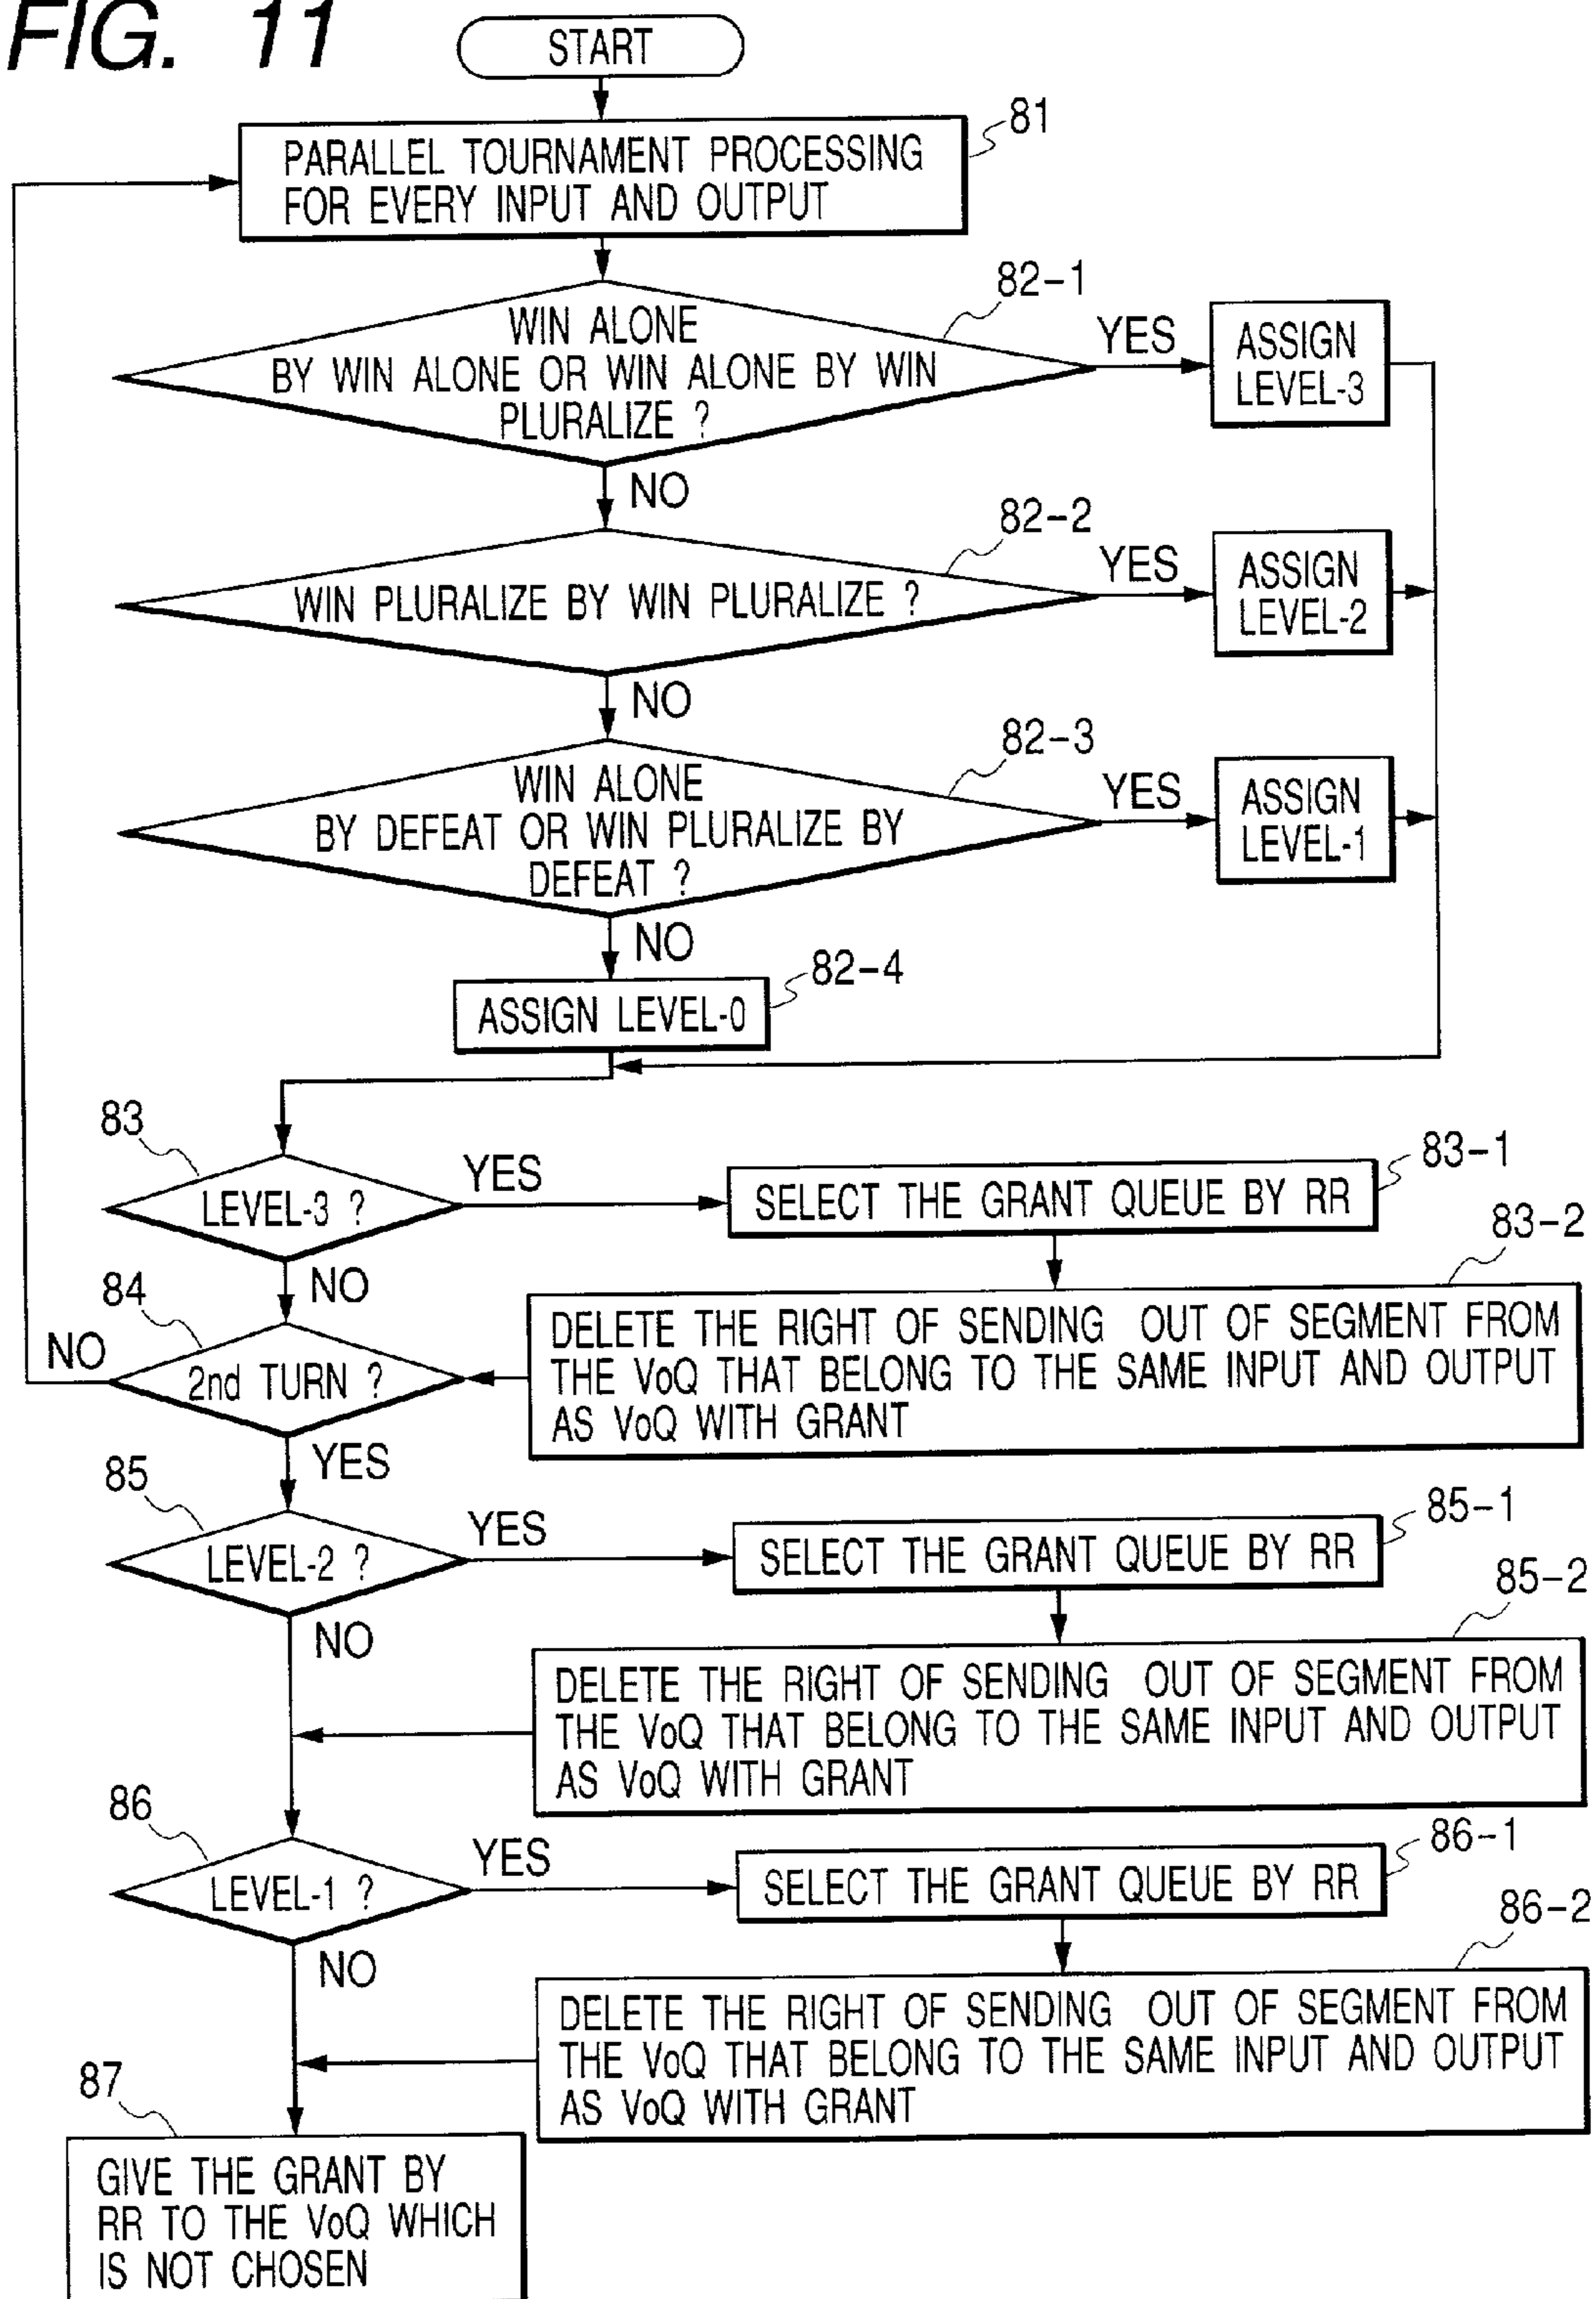 FIG. 11
START
81
PARALLEL TOURNAMENT PROCESSING
FOR EVERY INPUT AND OUTPUT
82-1
WIN ALONE
BY WIN ALONE OR WIN ALONE BY WIN
PLURALIZE ?
YES
ASSIGN
LEVEL-3
NO
82-2
WIN PLURALIZE BY WIN PLURALIZE ?
YES
ASSIGN
LEVEL-2
NO
82-3
WIN ALONE
BY DEFEAT OR WIN PLURALIZE BY
DEFEAT ?
YES
ASSIGN
LEVEL-1
NO
82-4
ASSIGN LEVEL-0
83
LEVEL-3 ?
YES
83-1
SELECT THE GRANT QUEUE BY RR
83-2
NO
DELETE THE RIGHT OF SENDING OUT OF SEGMENT FROM
THE VoQ THAT BELONG TO THE SAME INPUT AND OUTPUT
AS VoQ WITH GRANT
84
2nd TURN ?
NO
YES
85
LEVEL-2 ?
YES
85-1
SELECT THE GRANT QUEUE BY RR
85-2
NO
DELETE THE RIGHT OF SENDING OUT OF SEGMENT FROM
THE VoQ THAT BELONG TO THE SAME INPUT AND OUTPUT
AS VoQ WITH GRANT
86
LEVEL-1 ?
YES
86-1
SELECT THE GRANT QUEUE BY RR
86-2
NO
DELETE THE RIGHT OF SENDING OUT OF SEGMENT FROM
THE VoQ THAT BELONG TO THE SAME INPUT AND OUTPUT
AS VoQ WITH GRANT
87
GIVE THE GRANT BY
RR TO THE VoQ WHICH
IS NOT CHOSEN